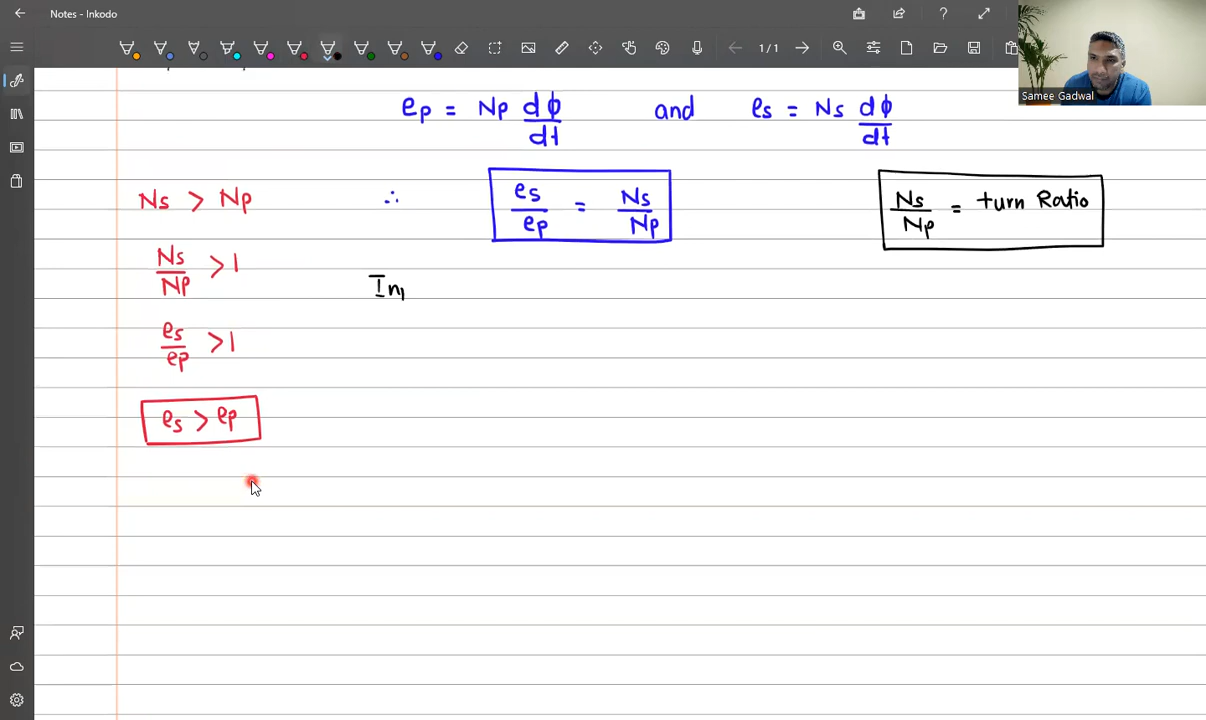 Notes - Inkodo
1/1
Samee Gadwal
ep = Np dϕ/dt and es = Ns dϕ/dt
Ns > Np ∴ es/ep = Ns/Np Ns/Np = turn Ratio
Ns/Np > 1
In
es/ep > 1
es > ep